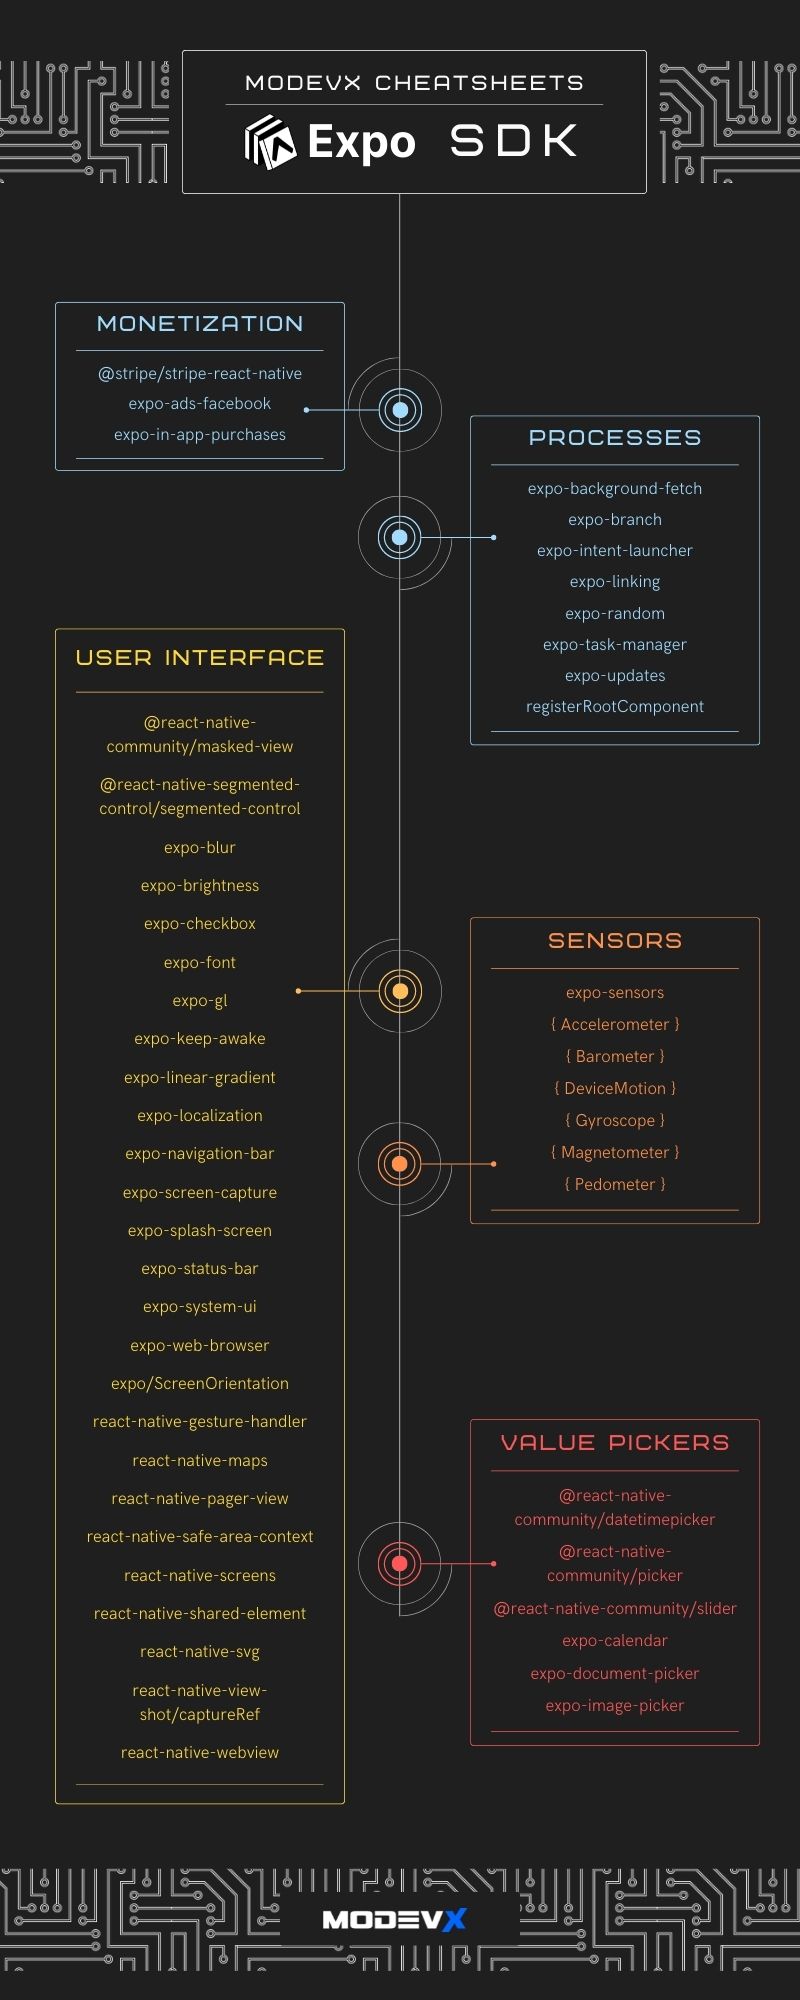 MODEVX CHEATSHEETS
Expo SDK
MONETIZATION
@stripe/stripe-react-native
expo-ads-facebook
expo-in-app-purchases
PROCESSES
expo-background-fetch
expo-branch
expo-intent-launcher
expo-linking
expo-random
expo-task-manager
expo-updates
registerRootComponent
USER INTERFACE
@react-native-
community/masked-view
@react-native-segmented-
control/segmented-control
expo-blur
expo-brightness
expo-checkbox
expo-font
expo-gl
expo-keep-awake
expo-linear-gradient
expo-localization
expo-navigation-bar
expo-screen-capture
expo-splash-screen
expo-status-bar
expo-system-ui
expo-web-browser
expo/ScreenOrientation
react-native-gesture-handler
react-native-maps
react-native-pager-view
react-native-safe-area-context
react-native-screens
react-native-shared-element
react-native-svg
react-native-view-
shot/captureRef
react-native-webview
SENSORS
expo-sensors
{ Accelerometer }
{ Barometer }
{ DeviceMotion }
{ Gyroscope }
{ Magnetometer }
{ Pedometer }
VALUE PICKERS
@react-native-
community/datetimepicker
@react-native-
community/picker
@react-native-community/slider
expo-calendar
expo-document-picker
expo-image-picker
MODEVX